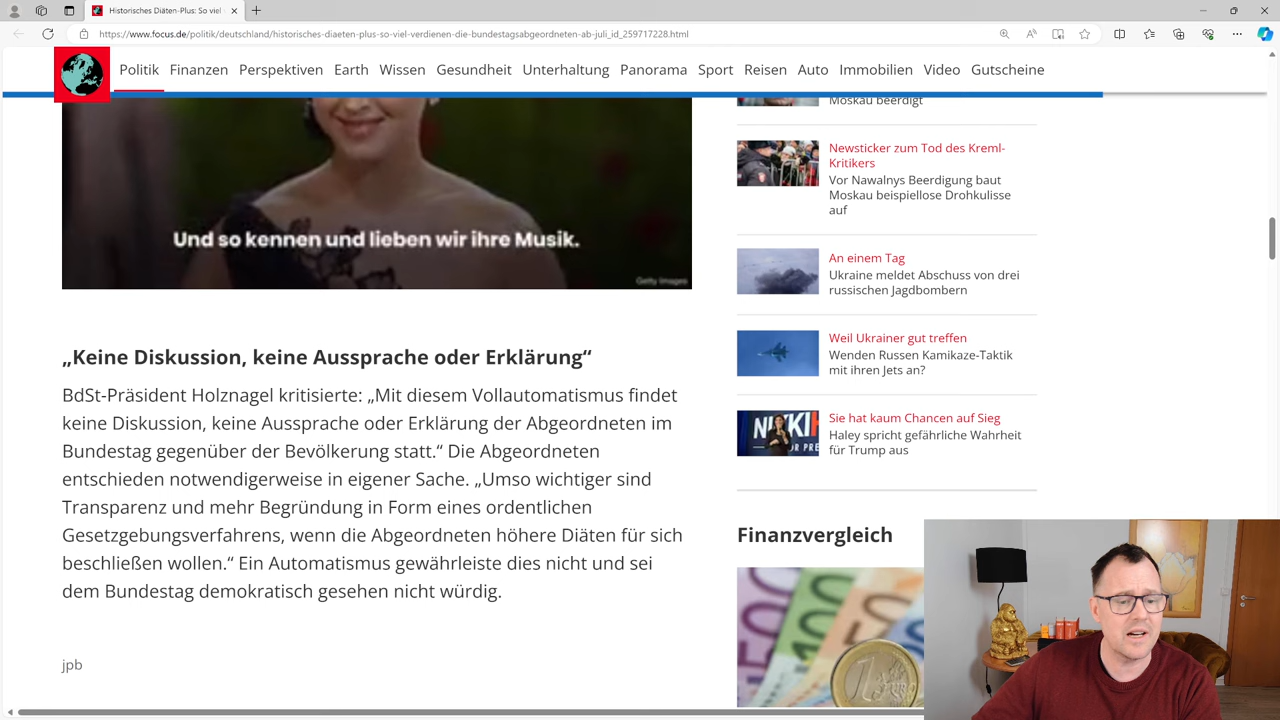 Historisches Diäten-Plus: So viel
https://www.focus.de/politik/deutschland/historisches-diaeten-plus-so-viel-verdienen-die-bundestagsabgeordneten-ab-juli_id_259717228.html
Politik Finanzen Perspektiven Earth Wissen Gesundheit Unterhaltung Panorama Sport Reisen Auto Immobilien Video Gutscheine
Und so kennen und lieben wir ihre Musik.
Getty Images
„Keine Diskussion, keine Aussprache oder Erklärung“
BdSt-Präsident Holznagel kritisierte: „Mit diesem Vollautomatismus findet
keine Diskussion, keine Aussprache oder Erklärung der Abgeordneten im
Bundestag gegenüber der Bevölkerung statt.“ Die Abgeordneten
entschieden notwendigerweise in eigener Sache. „Umso wichtiger sind
Transparenz und mehr Begründung in Form eines ordentlichen
Gesetzgebungsverfahrens, wenn die Abgeordneten höhere Diäten für sich
beschließen wollen.“ Ein Automatismus gewährleiste dies nicht und sei
dem Bundestag demokratisch gesehen nicht würdig.
jpb
Moskau beerdigt
Newsticker zum Tod des Kreml-
Kritikers
Vor Nawalnys Beerdigung baut
Moskau beispiellose Drohkulisse
auf
An einem Tag
Ukraine meldet Abschuss von drei
russischen Jagdbombern
Weil Ukrainer gut treffen
Wenden Russen Kamikaze-Taktik
mit ihren Jets an?
Sie hat kaum Chancen auf Sieg
Haley spricht gefährliche Wahrheit
für Trump aus
Finanzvergleich